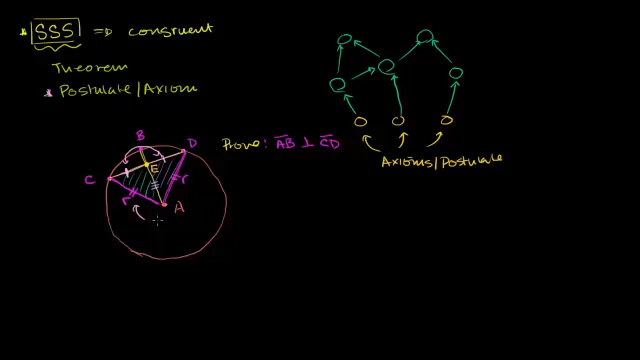 * SSS ⇒ congruent
Theorem
* Postulate/Axiom
Prove: AB ⊥ CD
Axioms/Postulate
B
D
E
C
r
r
A